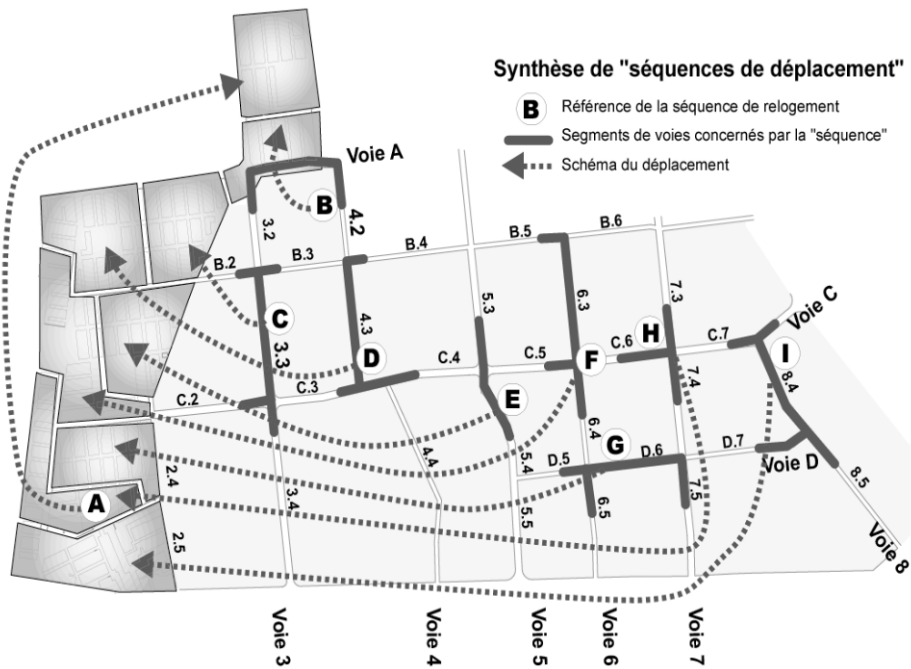 Synthèse de "séquences de déplacement"
B Référence de la séquence de relogement
Segments de voies concernés par la "séquence"
Schéma du déplacement
Voie A
B
3.2
4.2
B.2
B.3
B.4
B.5
B.6
C
3.3
4.3
D
5.3
6.3
7.3
H
Voie C
C.2
C.3
C.4
C.5
F
C.6
C.7
I
7.4
8.4
E
G
6.4
A
2.4
3.4
4.4
5.4
D.5
D.6
D.7
Voie D
2.5
5.5
6.5
7.5
8.5
Voie 8
Voie 3
Voie 4
Voie 5
Voie 6
Voie 7